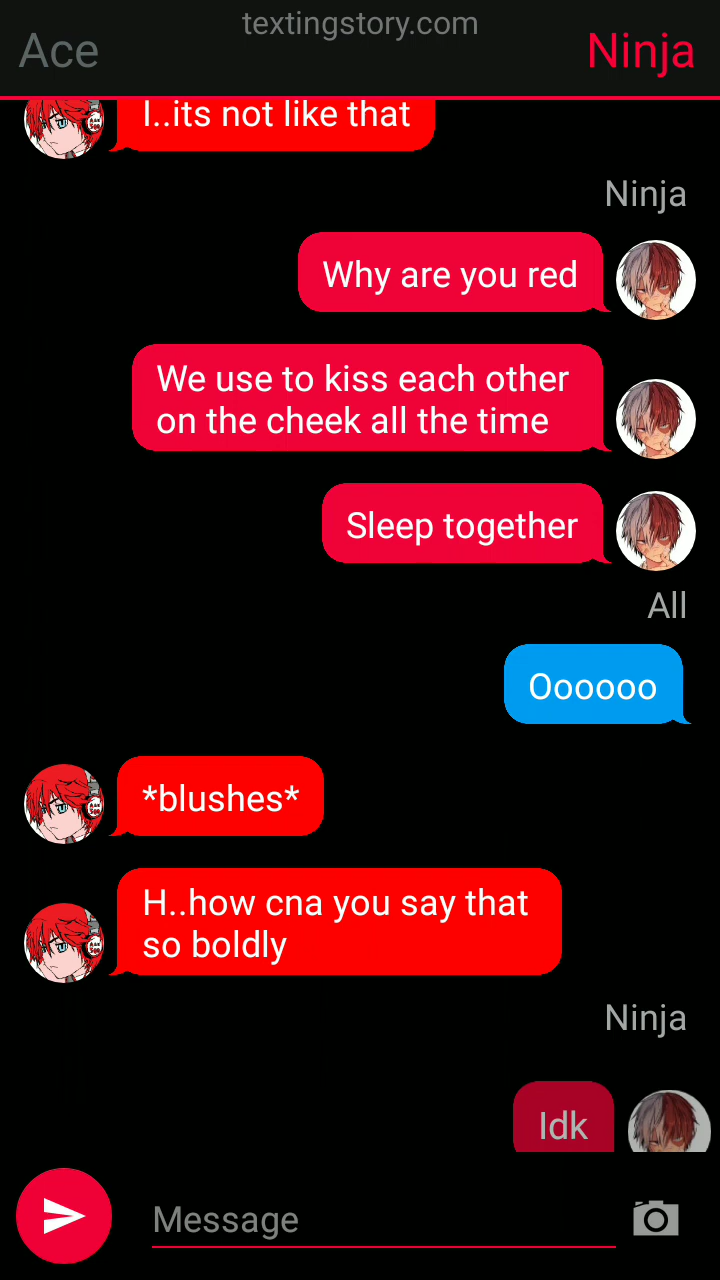 textingstory.com
Ace
Ninja
I..its not like that
Ninja
Why are you red
We use to kiss each other
on the cheek all the time
Sleep together
All
Oooooo
*blushes*
H..how cna you say that
so boldly
Ninja
Idk
Message